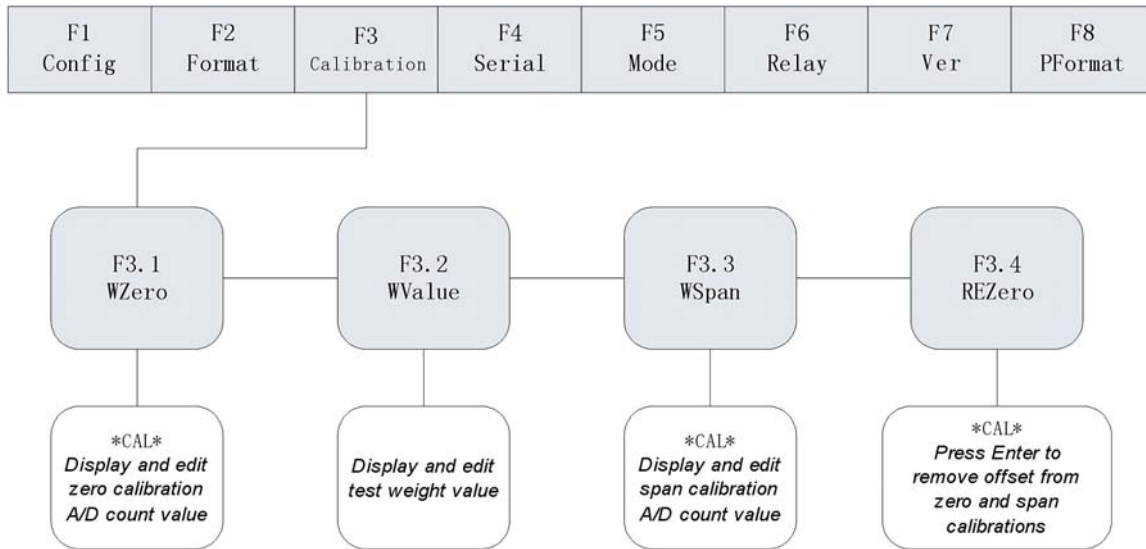 F1
Config
F2
Format
F3
Calibration
F4
Serial
F5
Mode
F6
Relay
F7
Ver
F8
PFormat
F3.1
WZero
F3.2
WValue
F3.3
WSpan
F3.4
REZero
*CAL*
Display and edit
zero calibration
A/D count value
Display and edit
test weight value
*CAL*
Display and edit
span calibration
A/D count value
*CAL*
Press Enter to
remove offset from
zero and span
calibrations